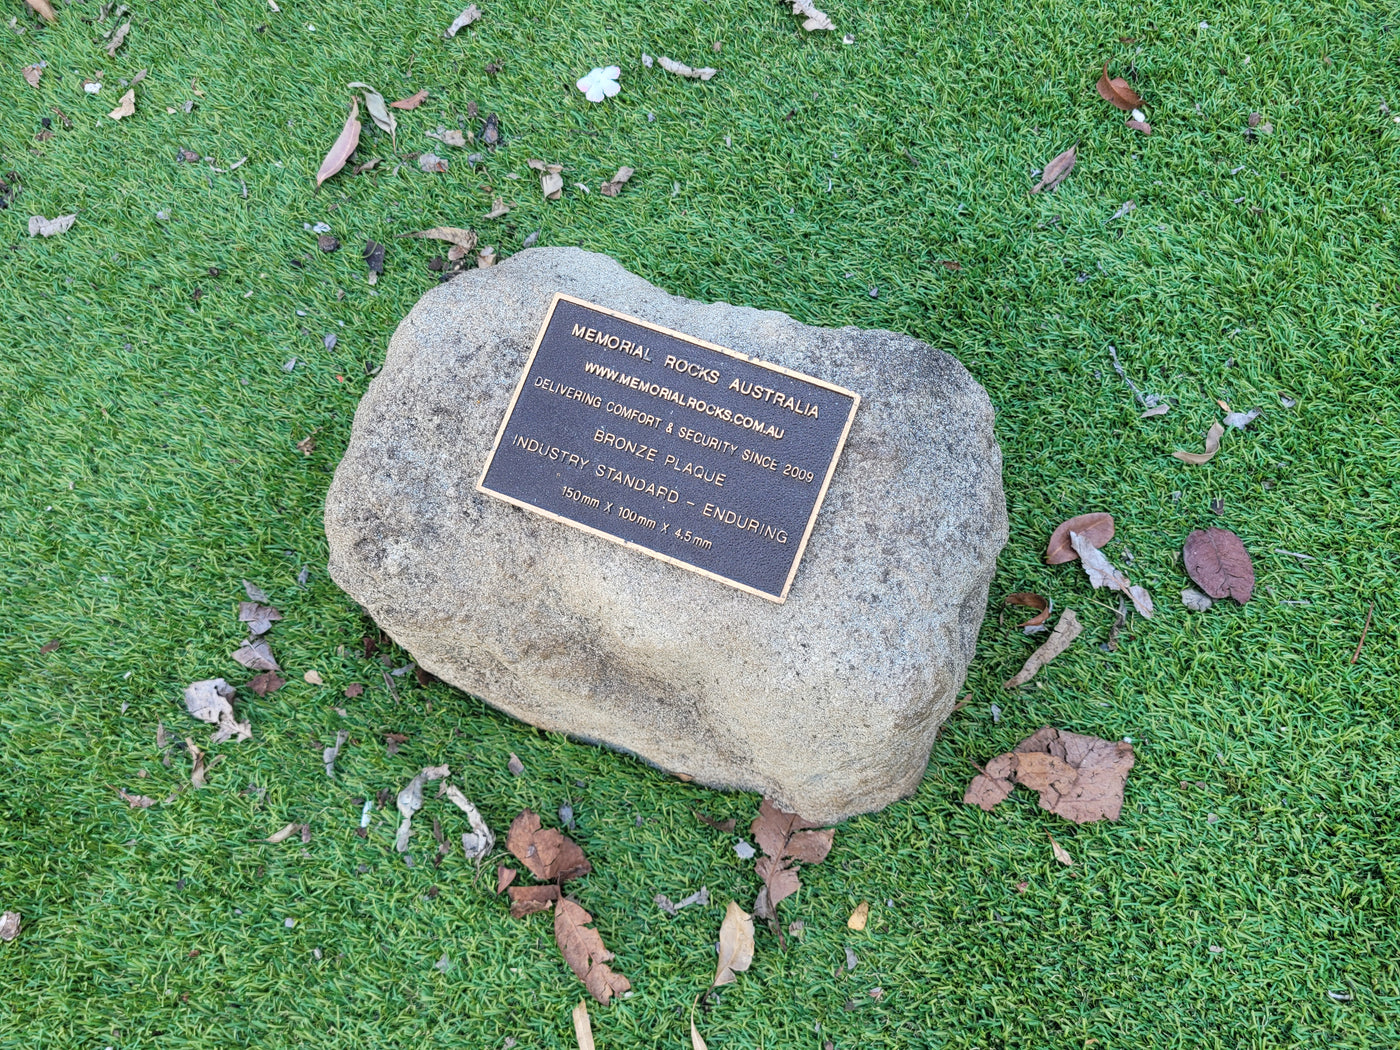 MEMORIAL ROCKS AUSTRALIA
WWW.MEMORIALROCKS.COM.AU
DELIVERING COMFORT & SECURITY SINCE 2009
BRONZE PLAQUE
INDUSTRY STANDARD - ENDURING
150mm X 100mm X 4.5mm